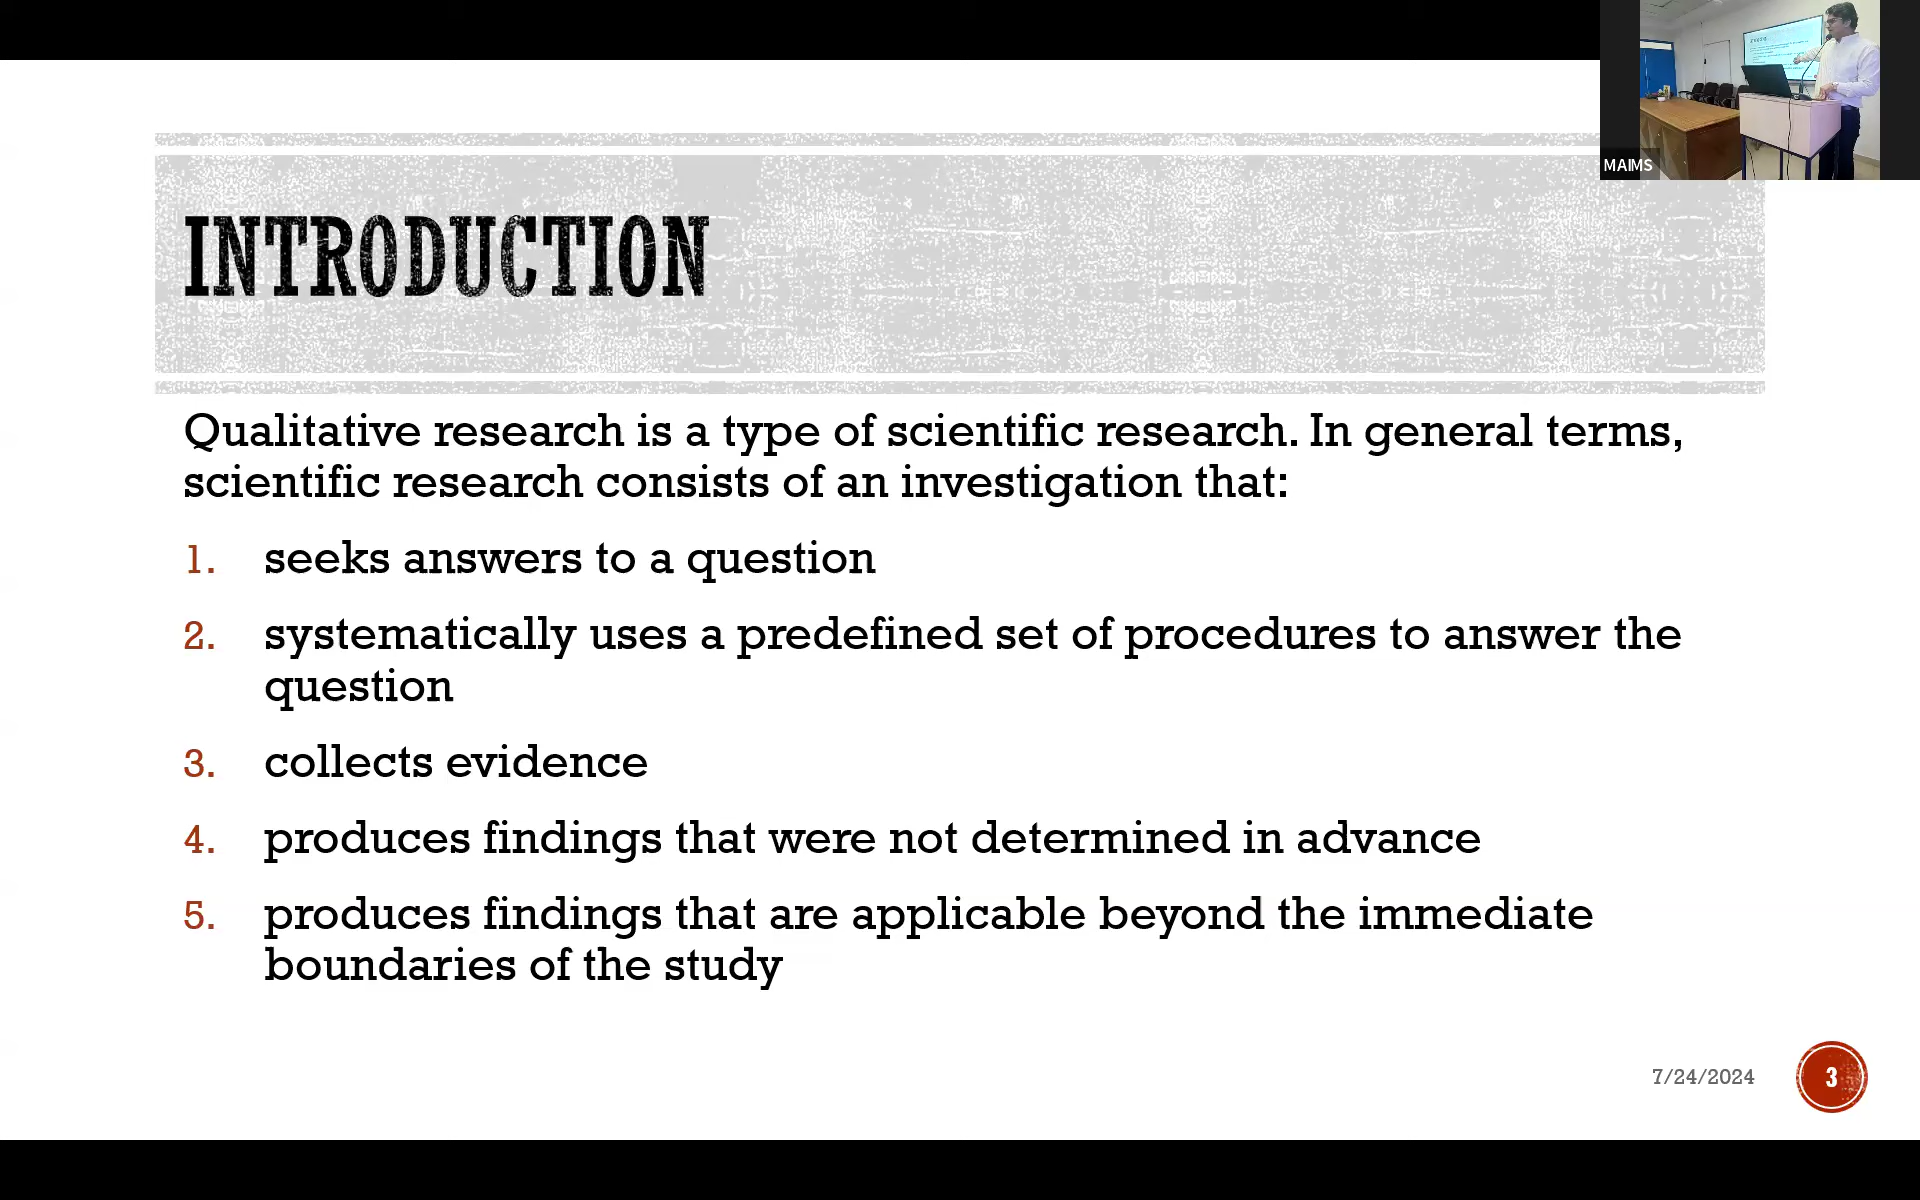 MAIMS
INTRODUCTION
Qualitative research is a type of scientific research. In general terms,
scientific research consists of an investigation that:
1. seeks answers to a question
2. systematically uses a predefined set of procedures to answer the
question
3. collects evidence
4. produces findings that were not determined in advance
5. produces findings that are applicable beyond the immediate
boundaries of the study
7/24/2024
3